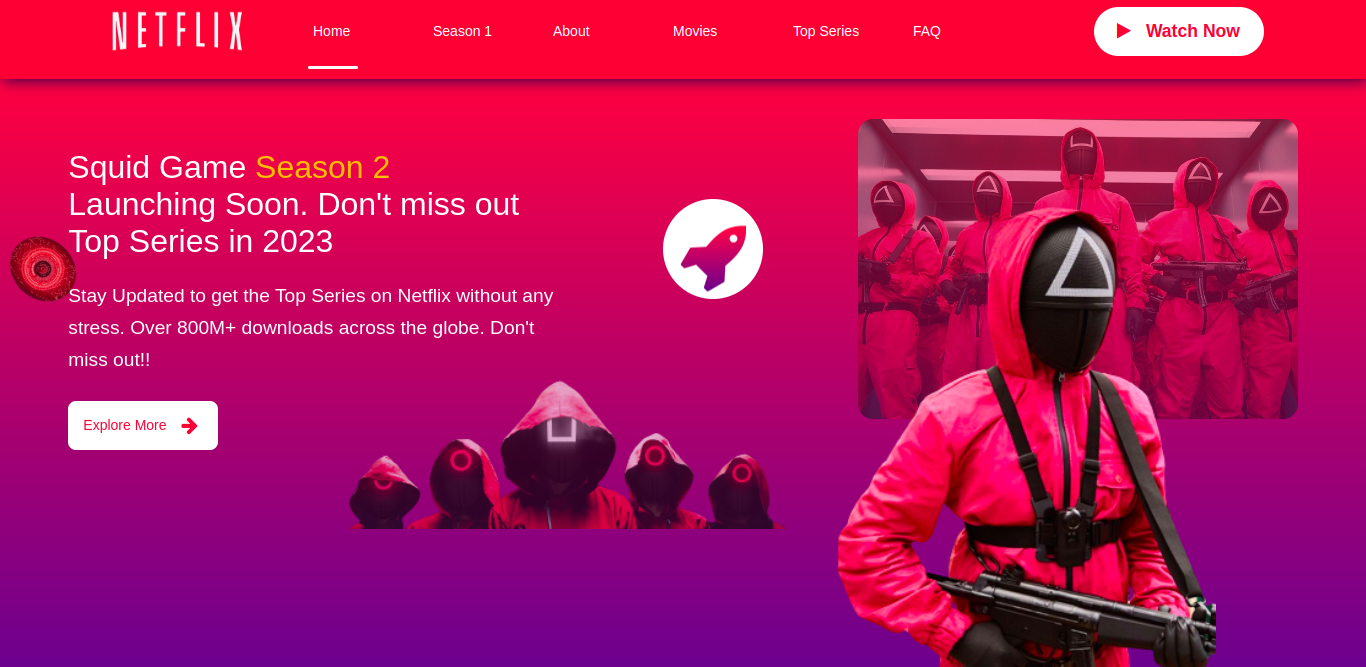 NETFLIX
Home
Season 1
About
Movies
Top Series
FAQ
Watch Now
Squid Game Season 2
Launching Soon. Don't miss out
Top Series in 2023
Stay Updated to get the Top Series on Netflix without any
stress. Over 800M+ downloads across the globe. Don't
miss out!!
Explore More